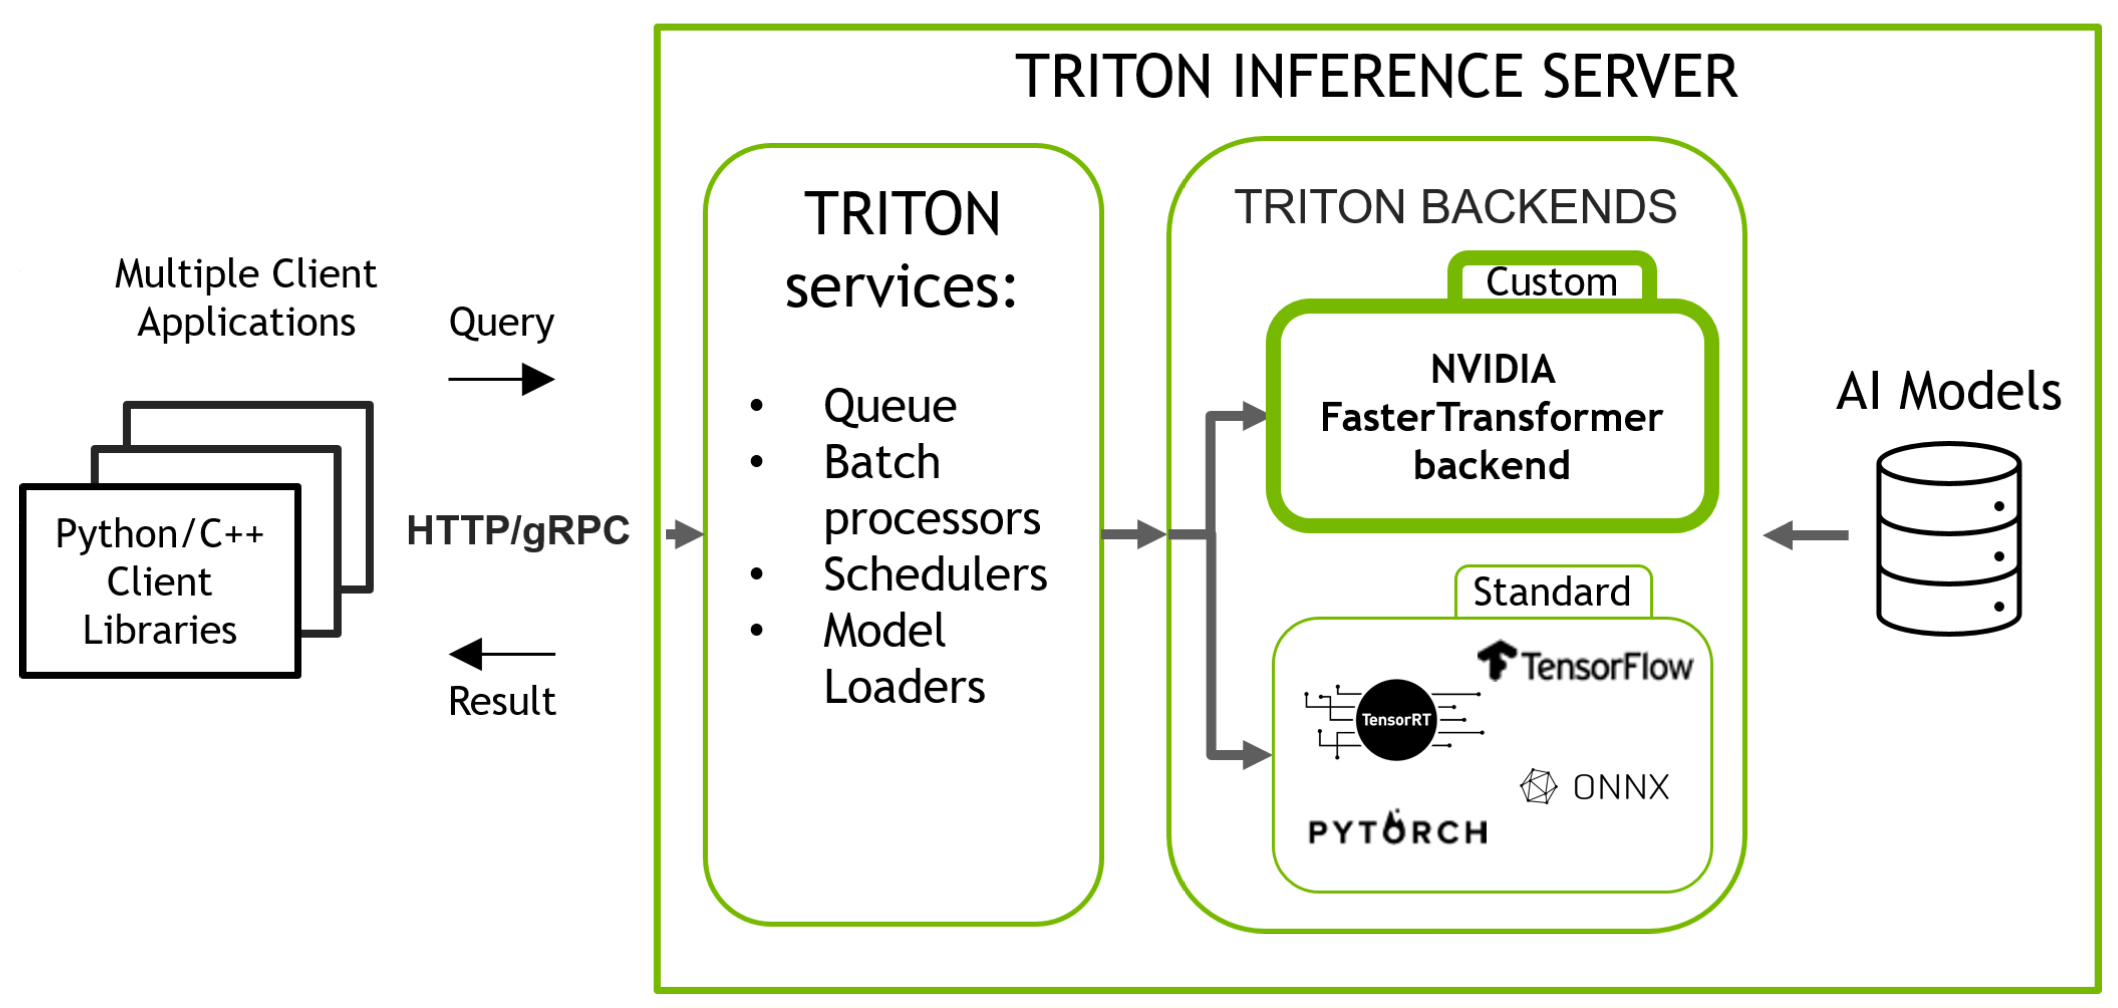 TRITON INFERENCE SERVER
Multiple Client
Applications
Query
Python/C++
Client
Libraries
HTTP/gRPC
Result
TRITON
services:
• Queue
• Batch
processors
• Schedulers
• Model
Loaders
TRITON BACKENDS
Custom
NVIDIA
FasterTransformer
backend
Standard
TensorFlow
TensorRT
ONNX
PYTORCH
AI Models